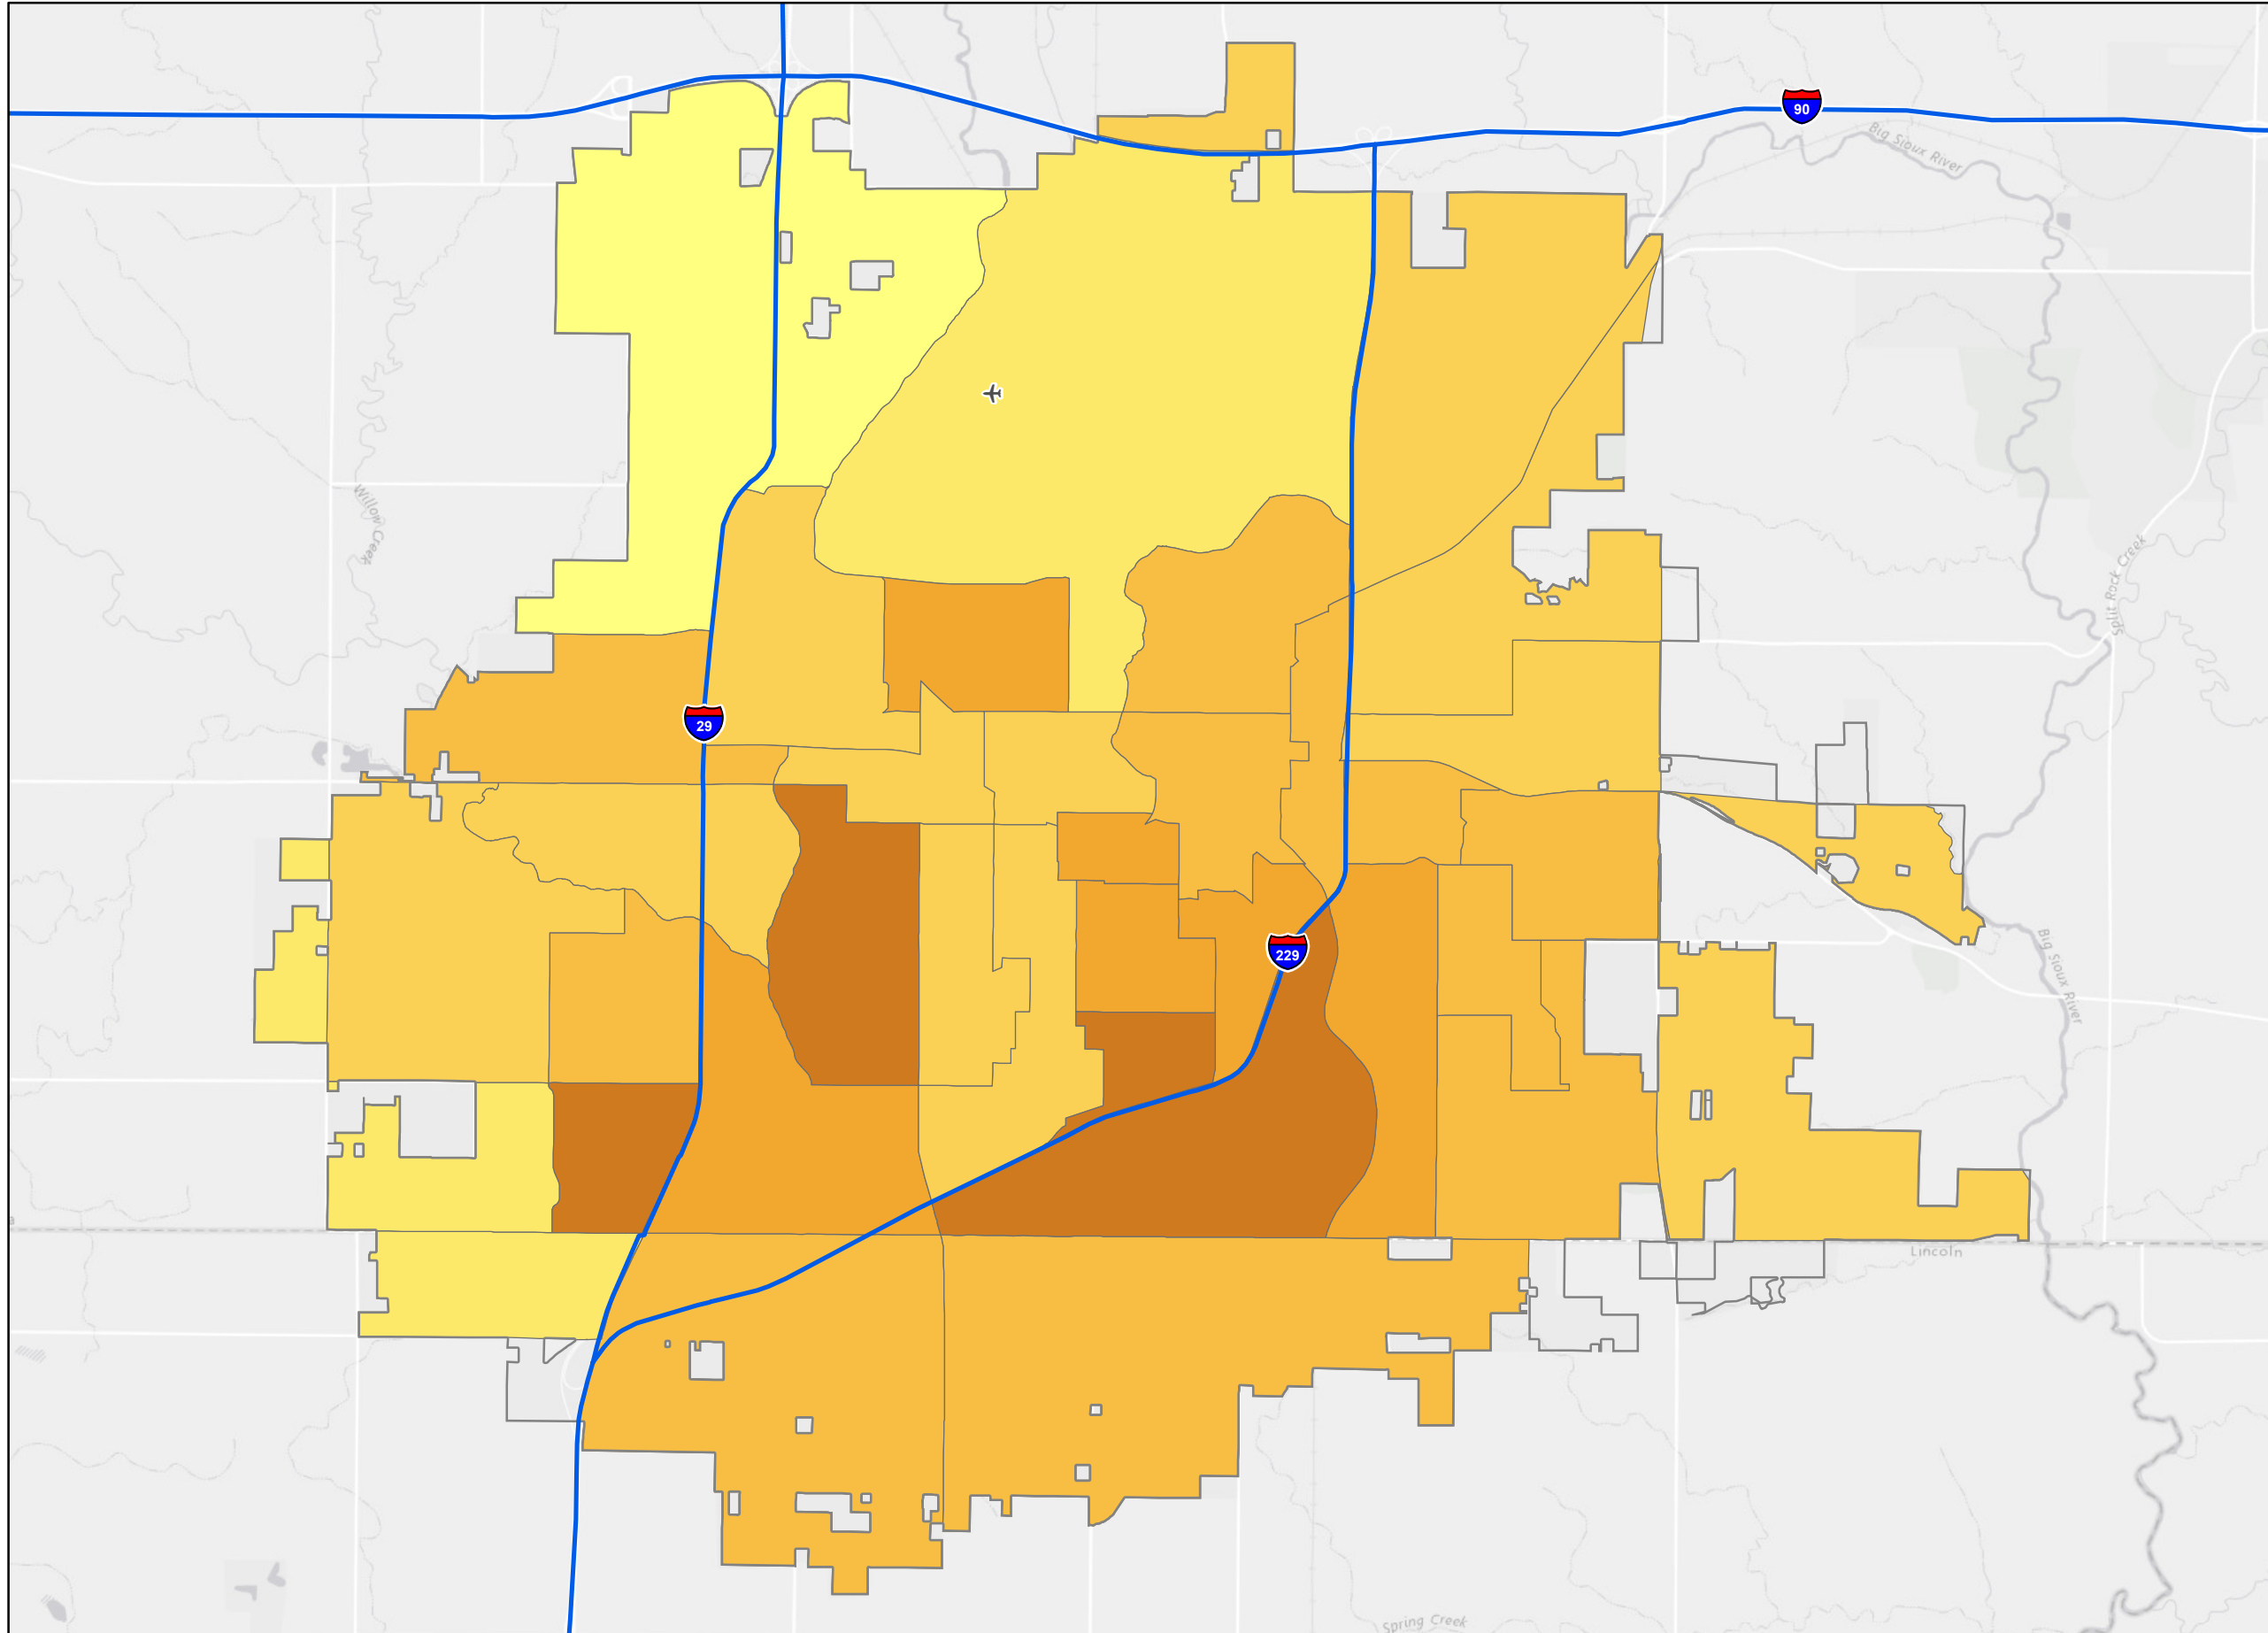 90
Big Sioux River
Willow Creek
Split Rock Creek
29
229
Big Sioux River
Lincoln
Spring Creek